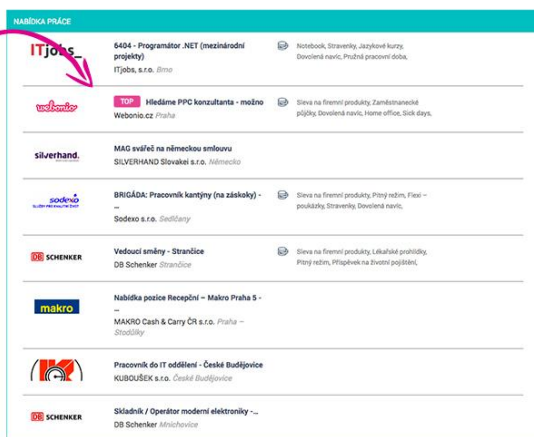 NABÍDKA PRÁCE
ITjobs_
6404 - Programátor .NET (mezinárodní
projekty)
ITjobs, s.r.o. Brno
Notebook, Stravenky, Jazykové kurzy,
Dovolená navíc, Pružná pracovní doba,
webonio
TOP Hledáme PPC konzultanta - možno
Webonio.cz Praha
Sleva na firemní produkty, Zaměstnanecké
půjčky, Dovolená navíc, Home office, Sick days,
silverhand.
MAG svářeč na německou smlouvu
SILVERHAND Slovakei s.r.o. Německo
sodexo
SLUŽBY PRO KVALITNÍ ŽIVOT
BRIGÁDA: Pracovník kantýny (na záskoky) -
...
Sodexo s.r.o. Sedlčany
Sleva na firemní produkty, Pitný režim, Flexi –
poukázky, Stravenky, Dovolená navíc,
DB SCHENKER
Vedoucí směny - Strančice
DB Schenker Strančice
Sleva na firemní produkty, Lékařské prohlídky,
Pitný režim, Příspěvek na životní pojištění,
makro
Nabídka pozice Recepční – Makro Praha 5 -
...
MAKRO Cash & Carry ČR s.r.o. Praha –
Stodůlky
K
Pracovník do IT oddělení - České Budějovice
KUBOUŠEK s.r.o. České Budějovice
DB SCHENKER
Skladník / Operátor moderní elektroniky -...
DB Schenker Mnichovice